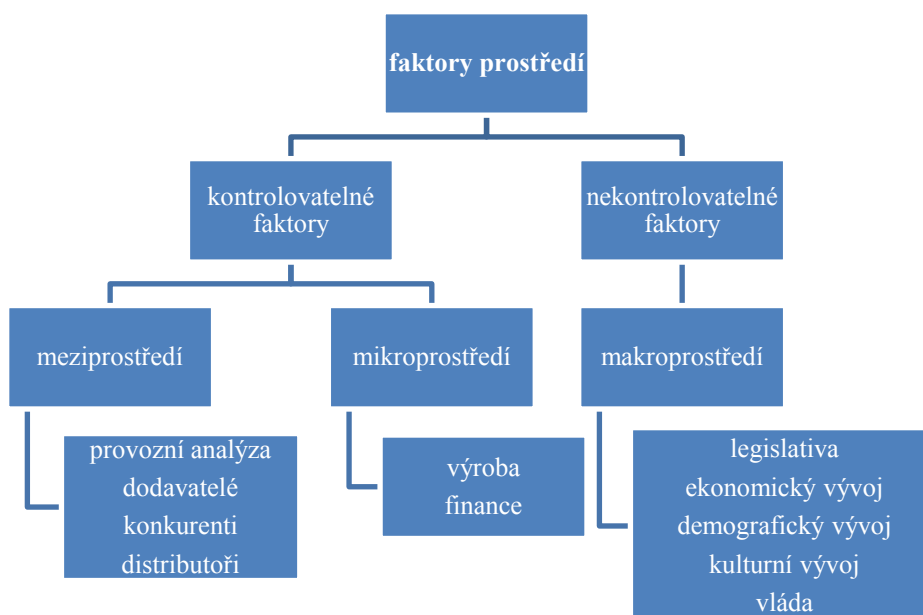 faktory prostředí
kontrolovatelné
faktory
nekontrolovatelné
faktory
meziprostředí
mikroprostředí
makroprostředí
provozní analýza
dodavatelé
konkurenti
distributoři
výroba
finance
legislativa
ekonomický vývoj
demografický vývoj
kulturní vývoj
vláda